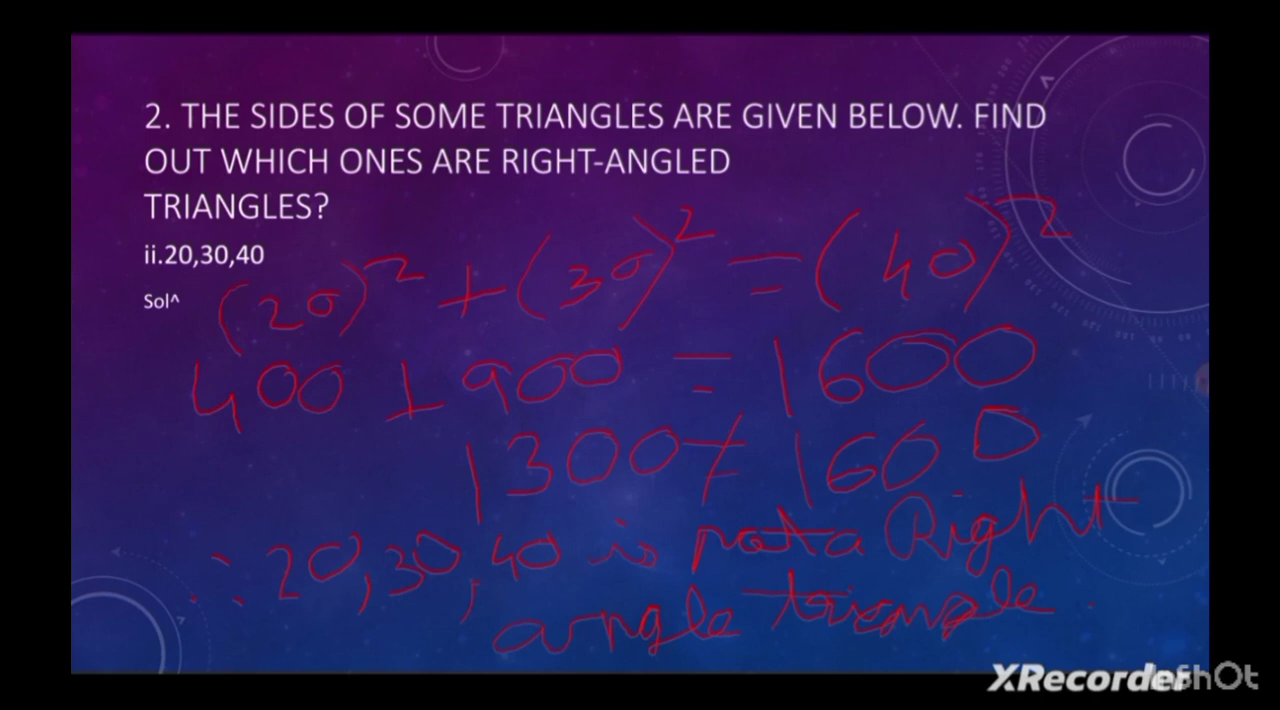 2. THE SIDES OF SOME TRIANGLES ARE GIVEN BELOW. FIND
OUT WHICH ONES ARE RIGHT-ANGLED
TRIANGLES?
ii.20,30,40
Sol^
(20)² + (30)² = (40)²
400 + 900 = 1600
1300 ≠ 1600
∴ 20,30,40 is not a Right
angle triangle.
XRecorder